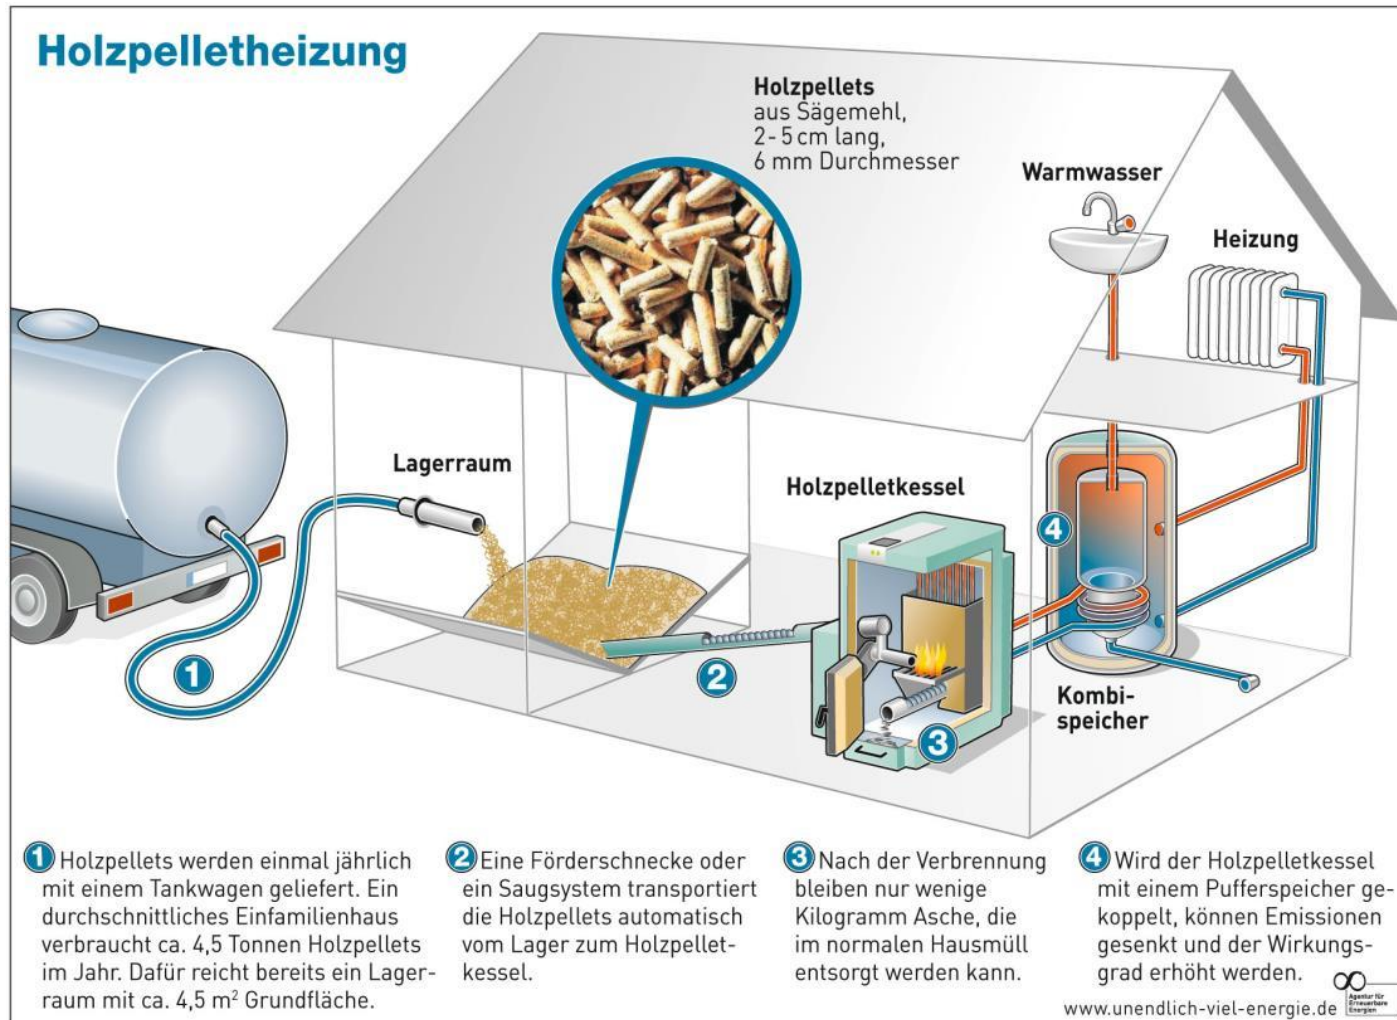 Holzpelletheizung
Holzpellets
aus Sägemehl,
2-5 cm lang,
6 mm Durchmesser
Warmwasser
Heizung
Lagerraum
Holzpelletkessel
4
1
2
3
Kombi-
speicher
1 Holzpellets werden einmal jährlich
mit einem Tankwagen geliefert. Ein
durchschnittliches Einfamilienhaus
verbraucht ca. 4,5 Tonnen Holzpellets
im Jahr. Dafür reicht bereits ein Lager-
raum mit ca. 4,5 m² Grundfläche.
2 Eine Förderschnecke oder
ein Saugsystem transportiert
die Holzpellets automatisch
vom Lager zum Holzpellet-
kessel.
3 Nach der Verbrennung
bleiben nur wenige
Kilogramm Asche, die
im normalen Hausmüll
entsorgt werden kann.
4 Wird der Holzpelletkessel
mit einem Pufferspeicher ge-
koppelt, können Emissionen
gesenkt und der Wirkungs-
grad erhöht werden.
www.unendlich-viel-energie.de
Agentur für
Erneuerbare
Energien